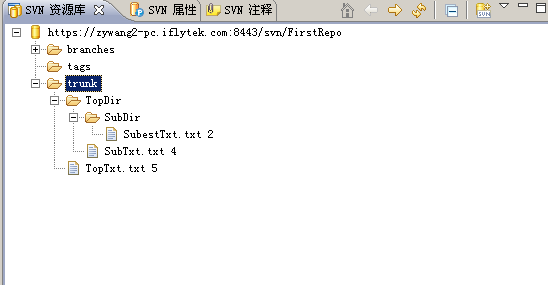 SVN 资源库 SVN 属性 SVN 注释
https://zywang2-pc.iflytek.com:8443/svn/FirstRepo
branches
tags
trunk
TopDir
SubDir
SubestTxt.txt 2
SubTxt.txt 4
TopTxt.txt 5